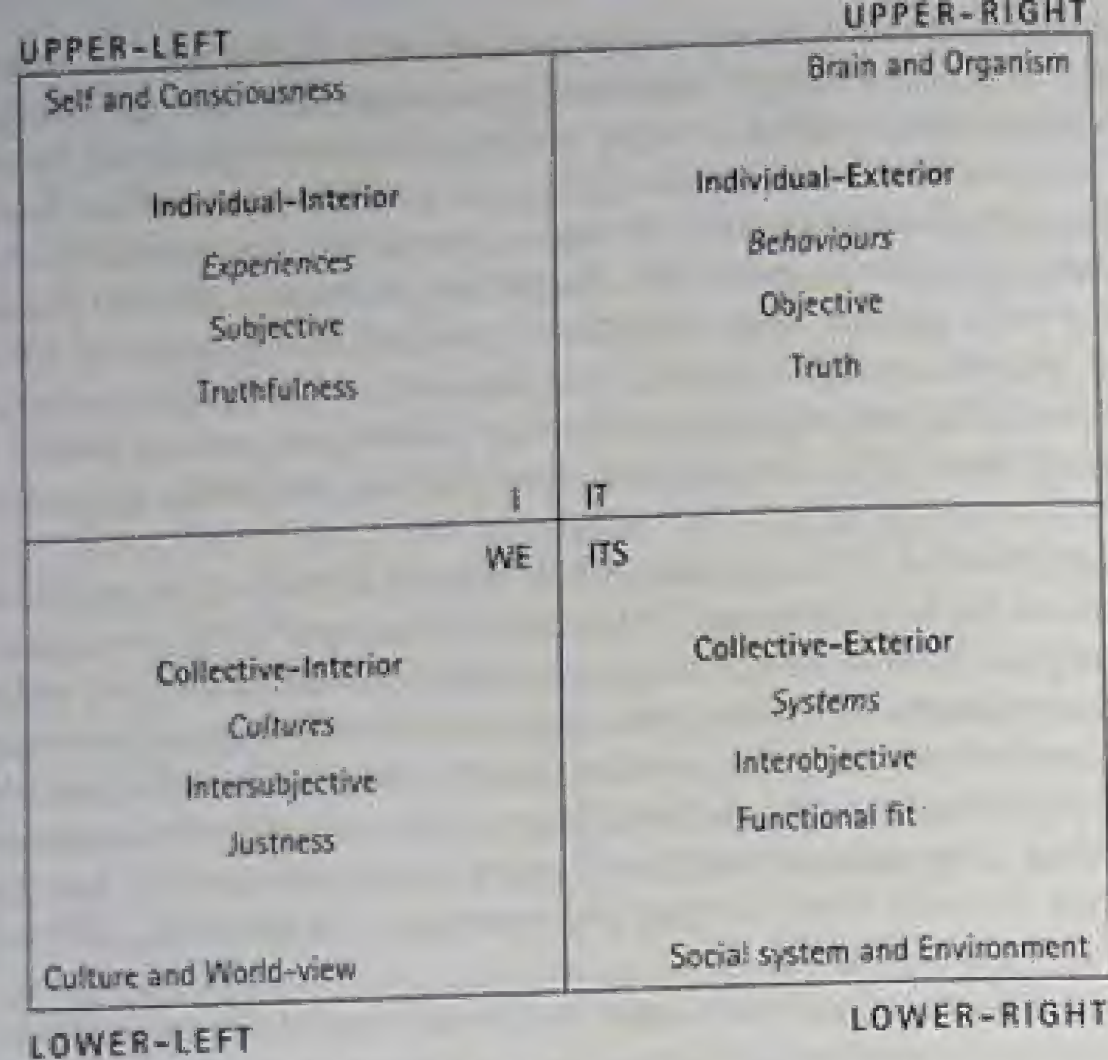 UPPER-LEFT
UPPER-RIGHT
Self and Consciousness
Individual-Interior
Experiences
Subjective
Truthfulness
I
Brain and Organism
Individual-Exterior
Behaviours
Objective
Truth
IT
WE
Collective-Interior
Cultures
Intersubjective
Justness
Culture and World-view
ITS
Collective-Exterior
Systems
Interobjective
Functional fit
Social system and Environment
LOWER-LEFT
LOWER-RIGHT